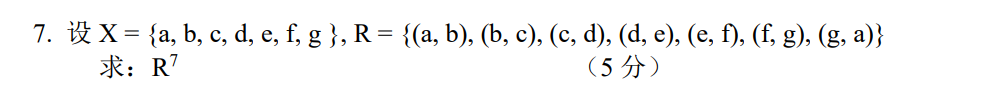 7. 设 X = {a, b, c, d, e, f, g }, R = {(a, b), (b, c), (c, d), (d, e), (e, f), (f, g), (g, a)}
求：R⁷ （5 分）